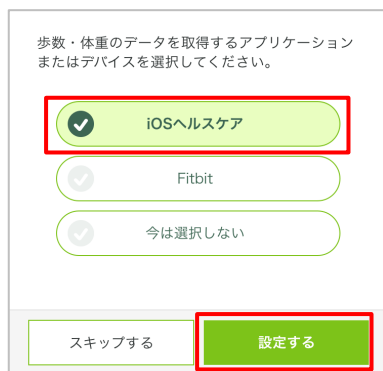 歩数・体重のデータを取得するアプリケーション
またはデバイスを選択してください。
iOSヘルスケア
Fitbit
今は選択しない
スキップする
設定する